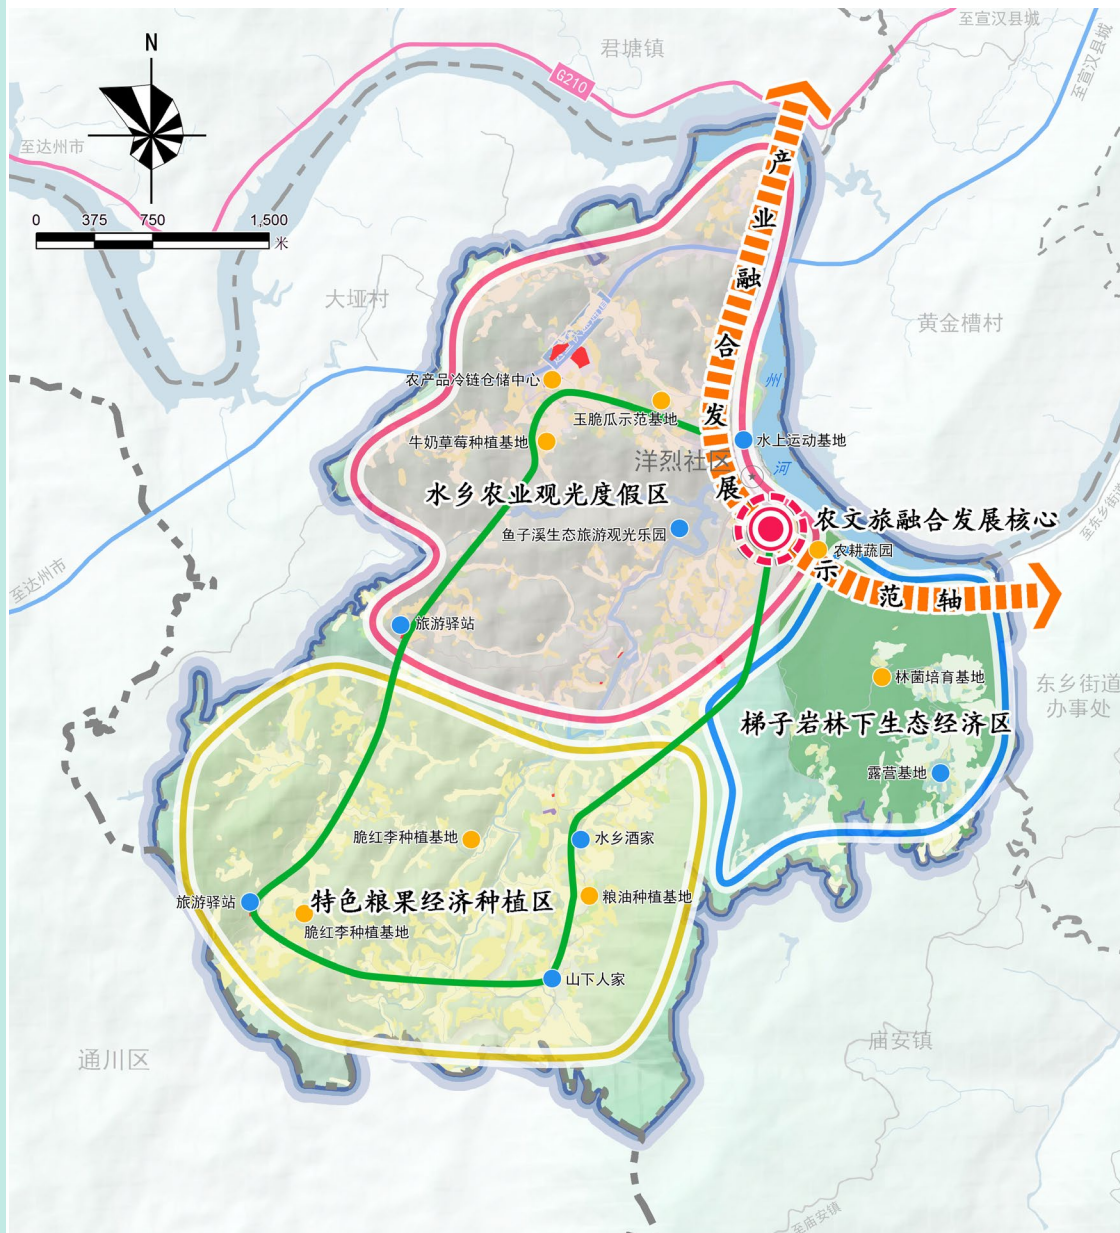 至宣汉县城
君塘镇
至宣汉县城
N
G210
至达州市
0 375 750 1,500
米
产业融合发展示范轴
大垭村
黄金槽村
农产品冷链仓储中心
州河
玉脆瓜示范基地
牛奶草莓种植基地
水上运动基地
洋烈社区
水乡农业观光度假区
农文旅融合发展核心
至东乡街道
鱼子溪生态旅游观光乐园
农耕蔬园
至达州市
旅游驿站
林菌培育基地
东乡街道
办事处
梯子岩林下生态经济区
露营基地
脆红李种植基地
水乡酒家
旅游驿站
特色粮果经济种植区
粮油种植基地
脆红李种植基地
山下人家
庙安镇
通川区
至庙安镇